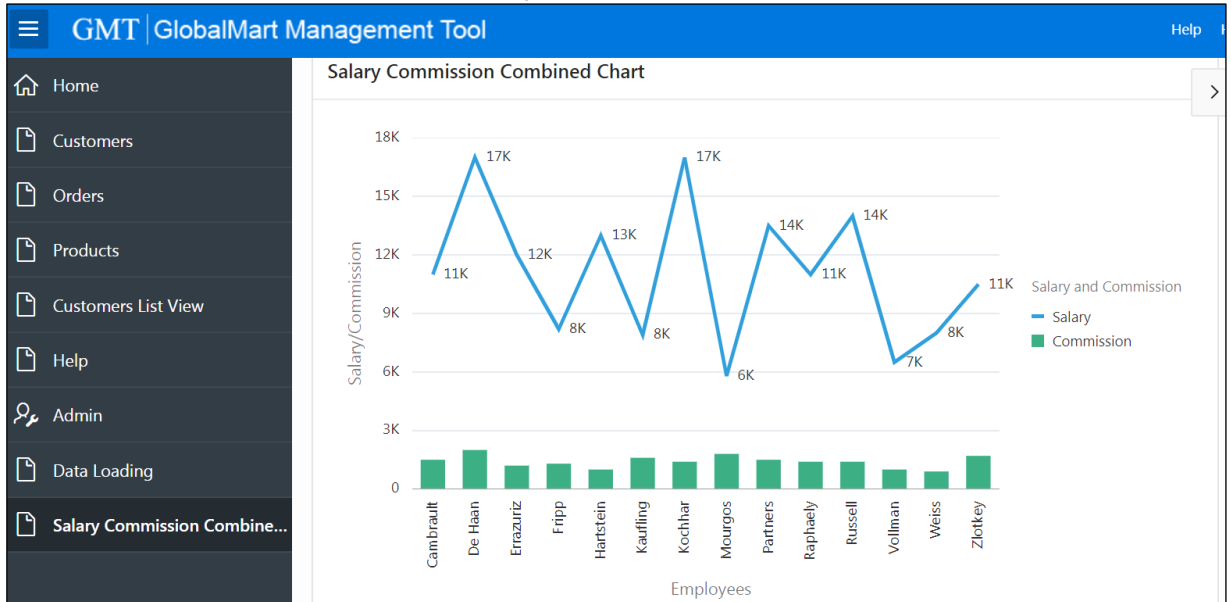 GMT GlobalMart Management Tool
Help
Home
Customers
Orders
Products
Customers List View
Help
Admin
Data Loading
Salary Commission Combine...
Salary Commission Combined Chart
Salary/Commission
18K
15K
12K
9K
6K
3K
0
11K
17K
12K
8K
13K
8K
17K
6K
14K
11K
14K
7K
8K
11K
Cambrault
De Haan
Errazuriz
Fripp
Hartstein
Kaufling
Kochhar
Mourgos
Partners
Raphaely
Russell
Vollman
Weiss
Zlotkey
Employees
Salary and Commission
Salary
Commission